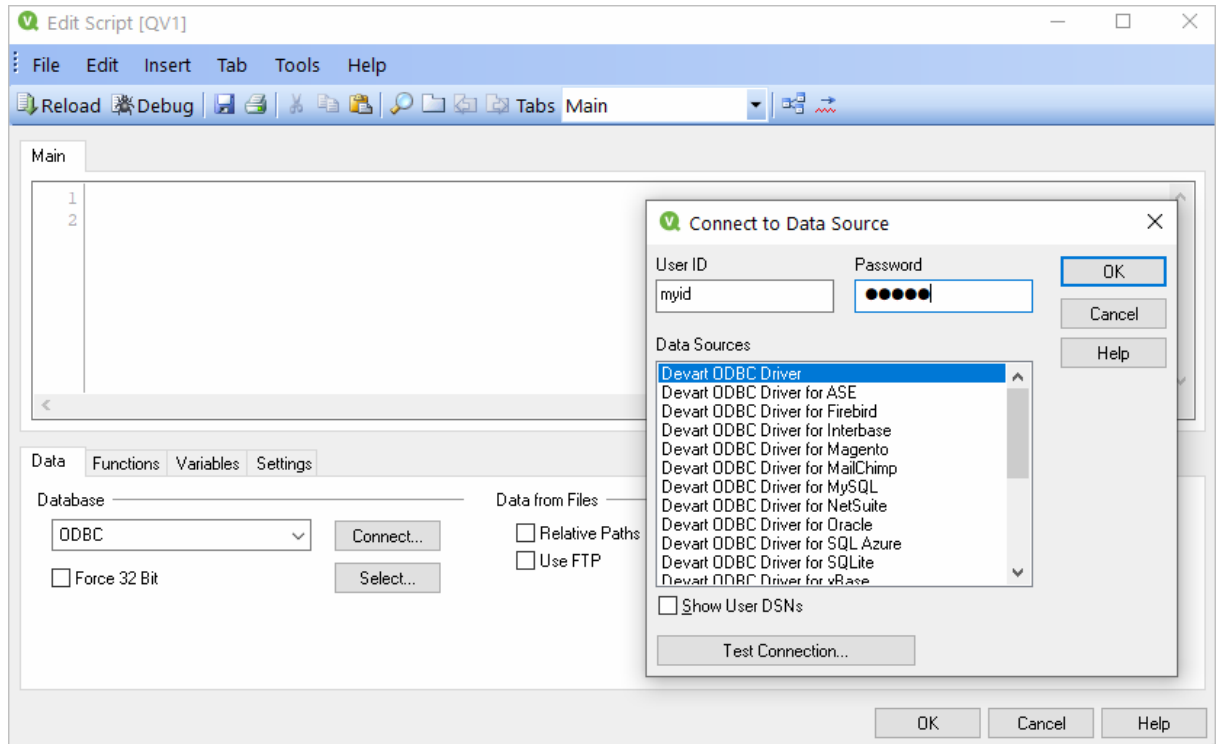 Edit Script [QV1]
File Edit Insert Tab Tools Help
Reload Debug Tabs Main
Main
1
2
Connect to Data Source
User ID Password
myid ●●●●●
OK
Cancel
Help
Data Sources
Devart ODBC Driver
Devart ODBC Driver for ASE
Devart ODBC Driver for Firebird
Devart ODBC Driver for Interbase
Devart ODBC Driver for Magento
Devart ODBC Driver for MailChimp
Devart ODBC Driver for MySQL
Devart ODBC Driver for NetSuite
Devart ODBC Driver for Oracle
Devart ODBC Driver for SQL Azure
Devart ODBC Driver for SQLite
Devart ODBC Driver for xBase
Show User DSNs
Test Connection...
Data Functions Variables Settings
Database
ODBC
Connect...
Force 32 Bit
Select...
Data from Files
Relative Paths
Use FTP
OK Cancel Help